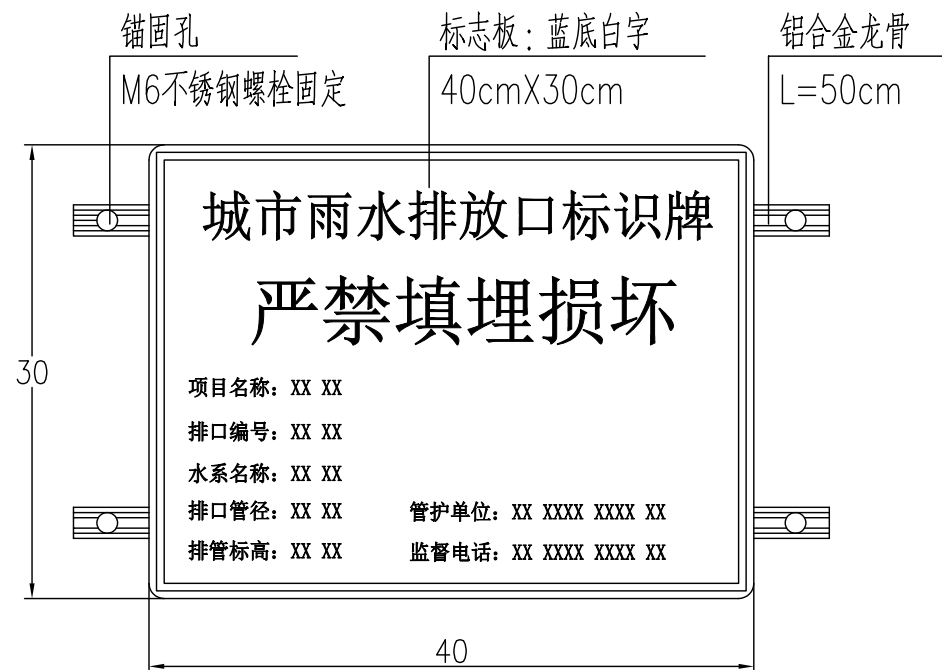 锚固孔
M6不锈钢螺栓固定
标志板：蓝底白字
40cmX30cm
铝合金龙骨
L=50cm
城市雨水排放口标识牌
严禁填埋损坏
30
项目名称：XX XX
排口编号：XX XX
水系名称：XX XX
排口管径：XX XX
管护单位：XX XXXX XXXX XX
排管标高：XX XX
监督电话：XX XXXX XXXX XX
40